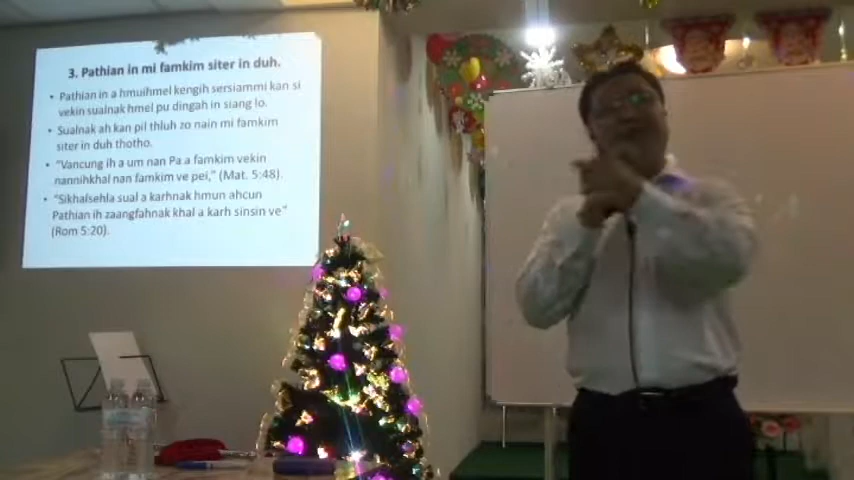 3. Pathian in mi famkim siter in duh.
• Pathian in a hmuihmel kengih sersiammi kan si
vekin sualnak hmel pu dingah in siang lo.
• Sualnak ah kan pil thluh zo nain mi famkim
siter in duh thotho.
• "Vancung ih a um nan Pa a famkim vekin
nannihkhal nan famkim ve pei," (Mat. 5:48).
• "Sikhalsehla sual a karhnak hmun ahcun
Pathian ih zaangfahnak khal a karh sinsin ve"
(Rom 5:20).